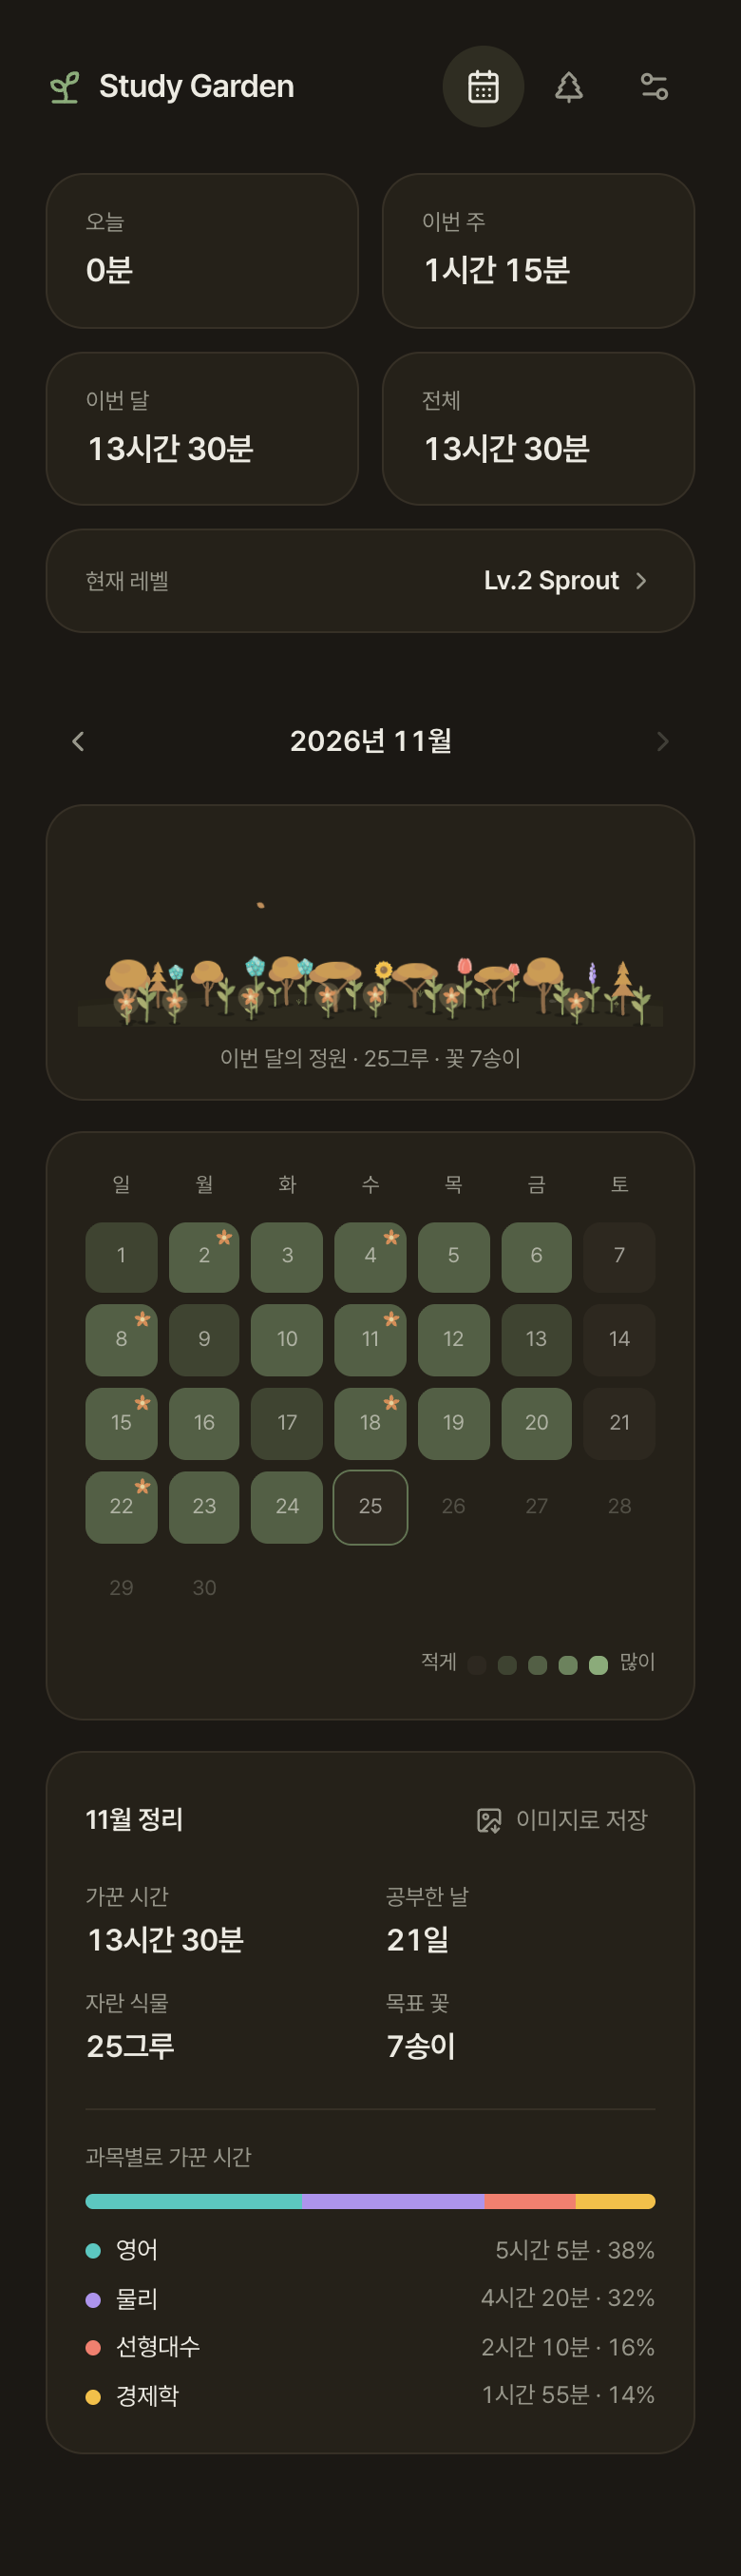 Study Garden
오늘
0분
이번 주
1시간 15분
이번 달
13시간 30분
전체
13시간 30분
현재 레벨
Lv.2 Sprout
2026년 11월
이번 달의 정원 · 25그루 · 꽃 7송이
일 월 화 수 목 금 토
1 2 3 4 5 6 7
8 9 10 11 12 13 14
15 16 17 18 19 20 21
22 23 24 25 26 27 28
29 30
적게 많이
11월 정리
이미지로 저장
가꾼 시간
13시간 30분
공부한 날
21일
자란 식물
25그루
목표 꽃
7송이
과목별로 가꾼 시간
영어 5시간 5분 · 38%
물리 4시간 20분 · 32%
선형대수 2시간 10분 · 16%
경제학 1시간 55분 · 14%